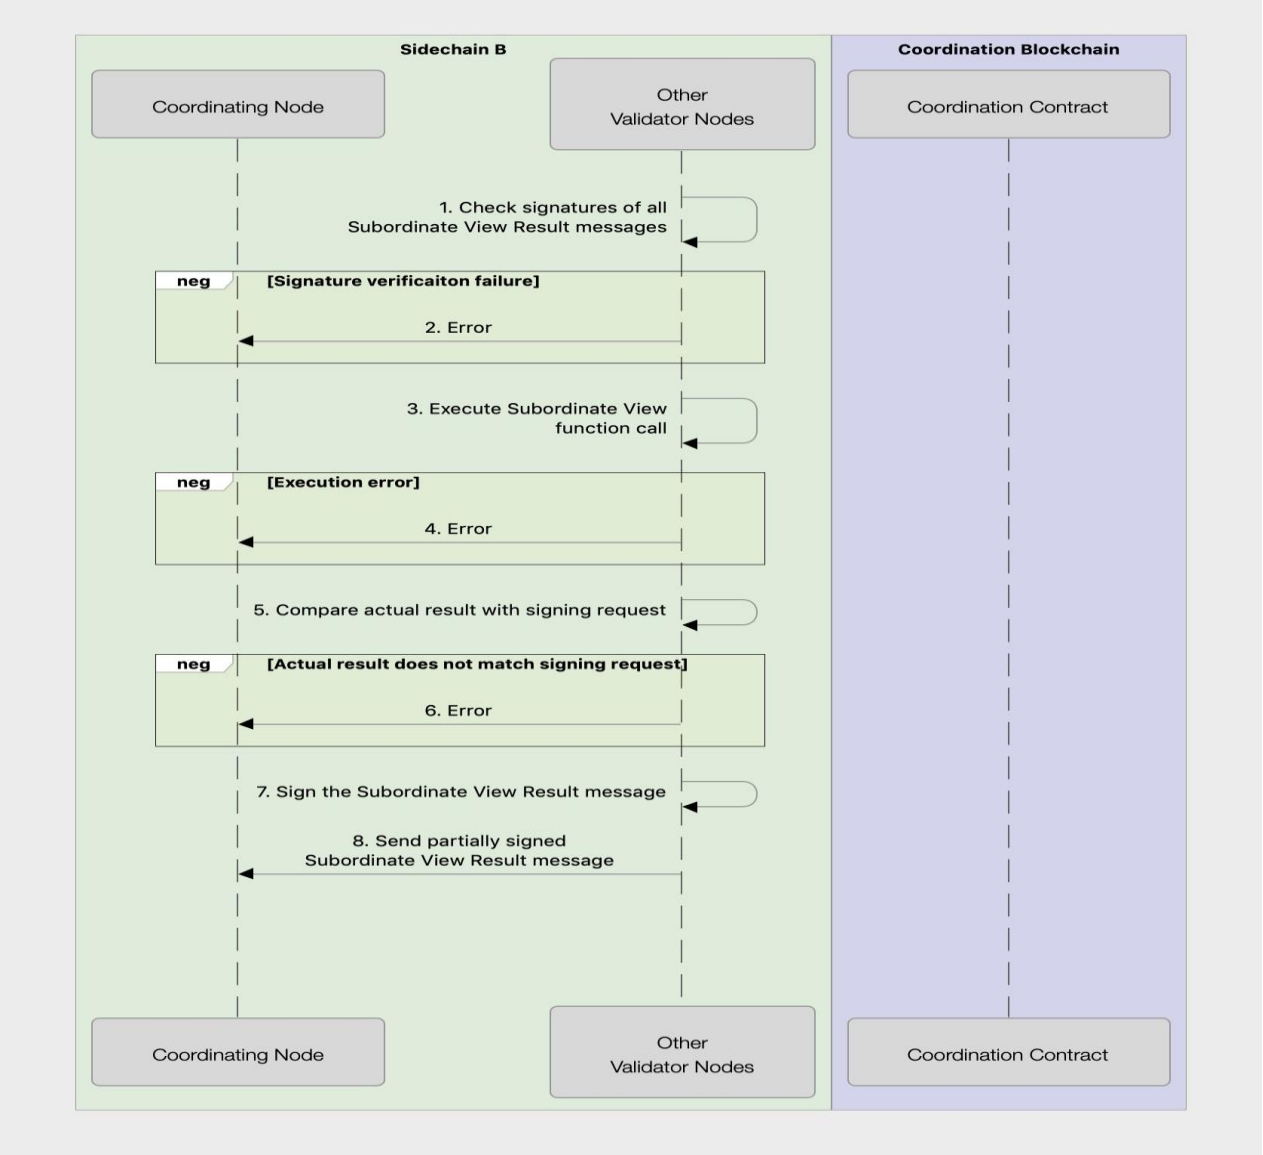 Sidechain B
Coordination Blockchain
Coordinating Node
Other
Validator Nodes
Coordination Contract
1. Check signatures of all
Subordinate View Result messages
neg
[Signature verificaiton failure]
2. Error
3. Execute Subordinate View
function call
neg
[Execution error]
4. Error
5. Compare actual result with signing request
neg
[Actual result does not match signing request]
6. Error
7. Sign the Subordinate View Result message
8. Send partially signed
Subordinate View Result message
Coordinating Node
Other
Validator Nodes
Coordination Contract